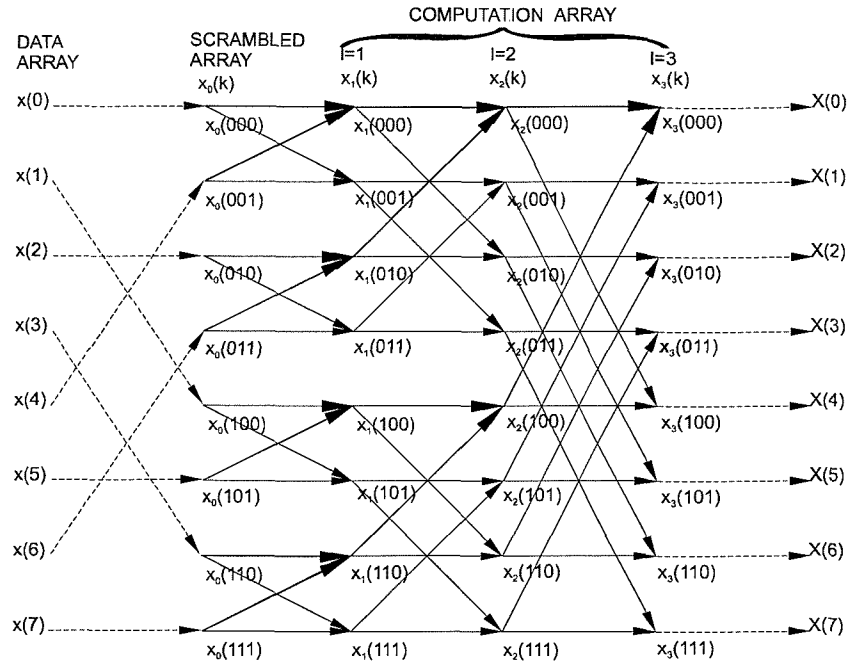 COMPUTATION ARRAY
DATA ARRAY
SCRAMBLED ARRAY
l=1
l=2
l=3
x₀(k)
x₁(k)
x₂(k)
x₃(k)
x(0)
X(0)
x₀(000)
x₁(000)
x₂(000)
x₃(000)
x(1)
X(1)
x₀(001)
x₁(001)
x₂(001)
x₃(001)
x(2)
X(2)
x₀(010)
x₁(010)
x₂(010)
x₃(010)
x(3)
X(3)
x₀(011)
x₁(011)
x₂(011)
x₃(011)
x(4)
X(4)
x₀(100)
x₁(100)
x₂(100)
x₃(100)
x(5)
X(5)
x₀(101)
x₁(101)
x₂(101)
x₃(101)
x(6)
X(6)
x₀(110)
x₁(110)
x₂(110)
x₃(110)
x(7)
X(7)
x₀(111)
x₁(111)
x₂(111)
x₃(111)